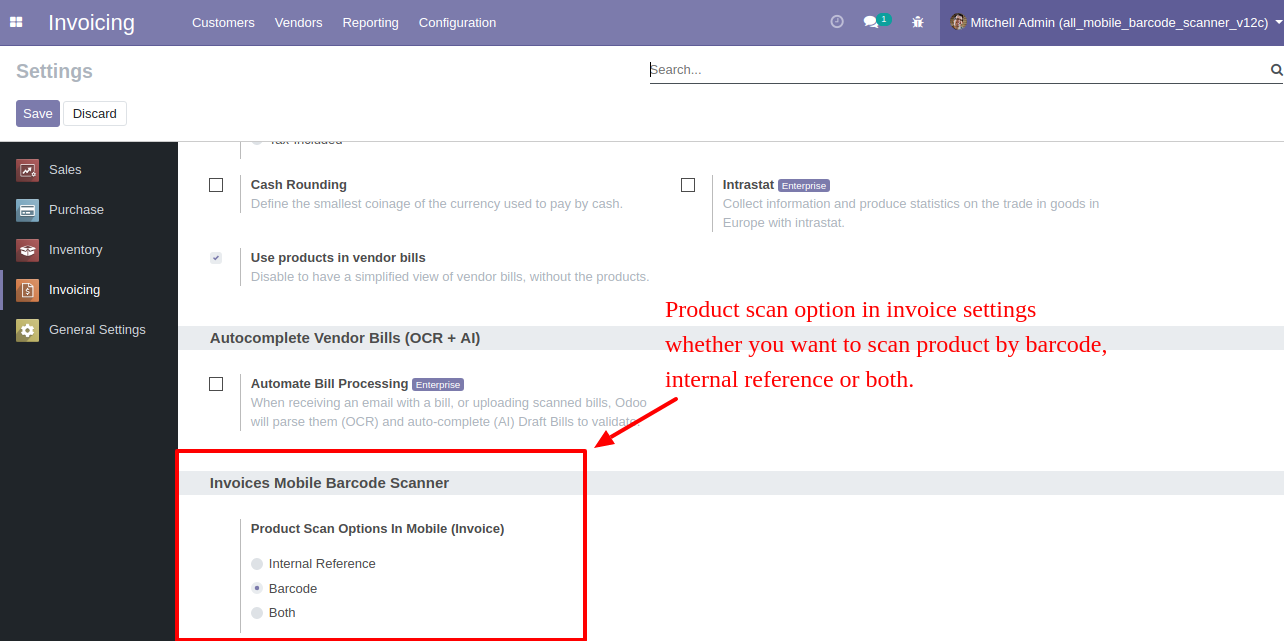 Invoicing
Customers
Vendors
Reporting
Configuration
1
Mitchell Admin (all_mobile_barcode_scanner_v12c)
Settings
Search...
Save
Discard
Sales
Purchase
Inventory
Invoicing
General Settings
Tax-Included
Cash Rounding
Define the smallest coinage of the currency used to pay by cash.
Intrastat Enterprise
Collect information and produce statistics on the trade in goods in
Europe with intrastat.
Use products in vendor bills
Disable to have a simplified view of vendor bills, without the products.
Product scan option in invoice settings
whether you want to scan product by barcode,
internal reference or both.
Autocomplete Vendor Bills (OCR + AI)
Automate Bill Processing Enterprise
When receiving an email with a bill, or uploading scanned bills, Odoo
will parse them (OCR) and auto-complete (AI) Draft Bills to validate.
Invoices Mobile Barcode Scanner
Product Scan Options In Mobile (Invoice)
Internal Reference
Barcode
Both